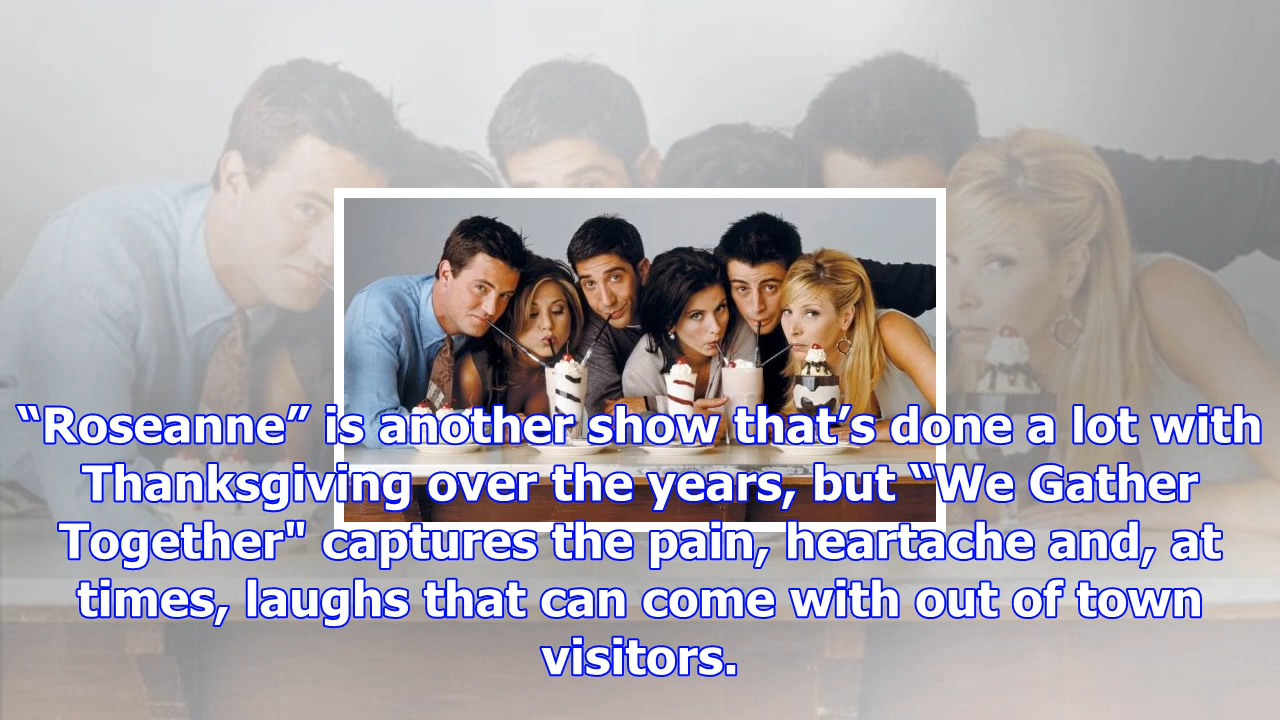 “Roseanne” is another show that’s done a lot with
Thanksgiving over the years, but “We Gather
Together" captures the pain, heartache and, at
times, laughs that can come with out of town
visitors.